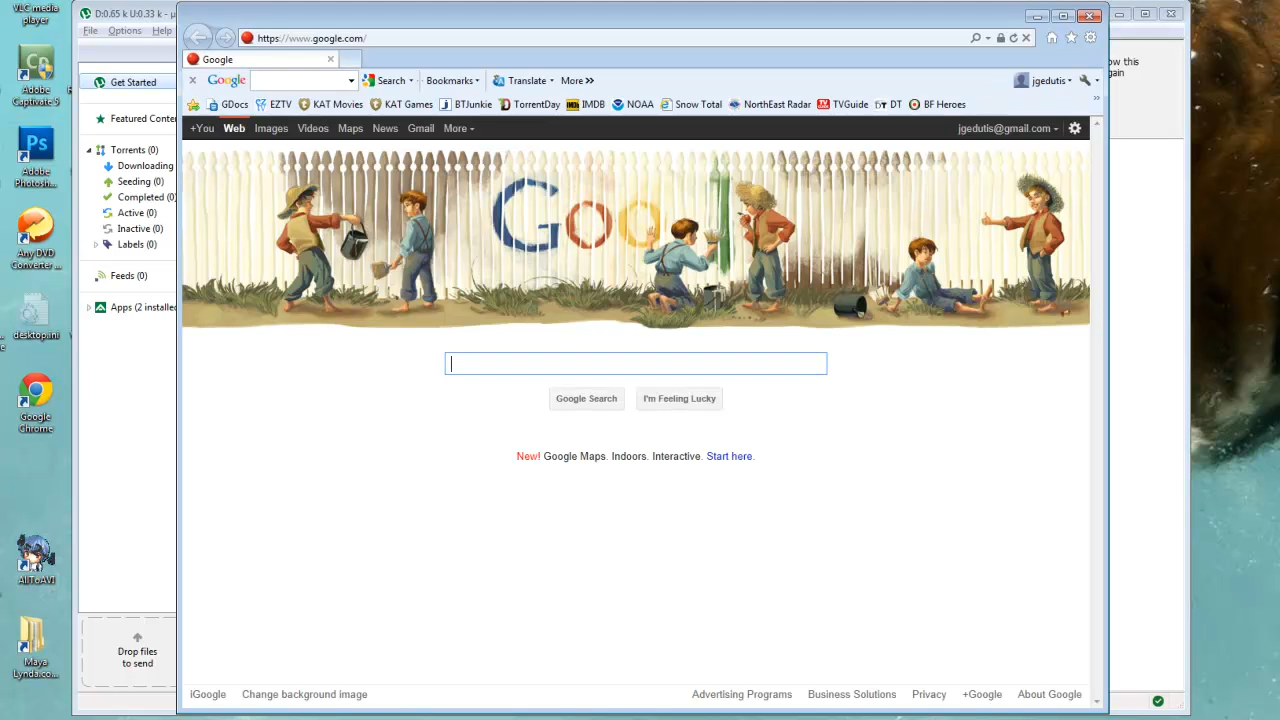 VLC media
player
Adobe
Captivate 5
Adobe
Photosh...
Any DVD
Converter ...
desktop.ini
Google
Chrome
AllToAVI
Maya
Lynda.co...
D:0.65 k U:0.33 k - µ
File Options Help
Get Started
Featured Conte
Torrents (0)
Downloading
Seeding (0)
Completed (0)
Active (0)
Inactive (0)
Labels (0)
Feeds (0)
Apps (2 installe
Drop files
to send
https://www.google.com/
Google
Google Search Bookmarks Translate More »
jgedutis
GDocs EZTV KAT Movies KAT Games BTJunkie TorrentDay IMDB NOAA Snow Total NorthEast Radar TVGuide DT BF Heroes
+You Web Images Videos Maps News Gmail More
jgedutis@gmail.com
Goo
Google Search I'm Feeling Lucky
New! Google Maps. Indoors. Interactive. Start here.
iGoogle Change background image
Advertising Programs Business Solutions Privacy +Google About Google
ow this
gain